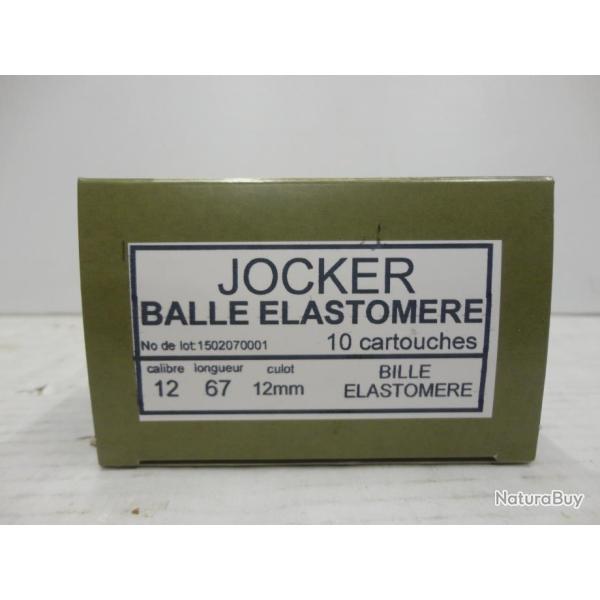 JOCKER
BALLE ELASTOMERE
No de lot:1502070001 10 cartouches
calibre longueur culot BILLE
12 67 12mm ELASTOMERE
NaturaBuy